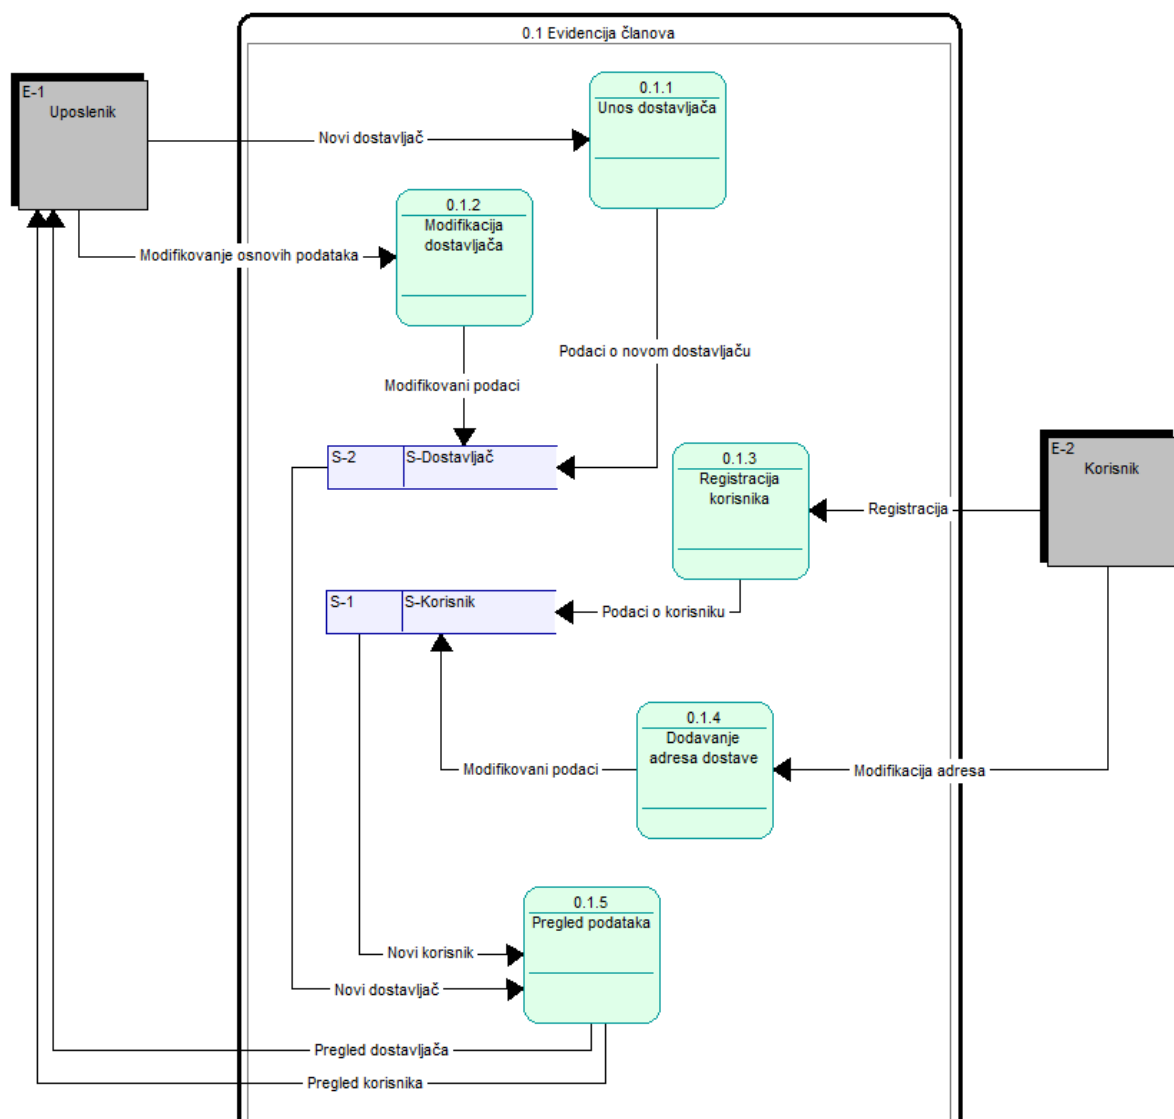 0.1 Evidencija članova
E-1
Uposlenik
0.1.1
Unos dostavljača
Novi dostavljač
0.1.2
Modifikacija
dostavljača
Modifikovanje osnovih podataka
Podaci o novom dostavljaču
Modifikovani podaci
S-2 S-Dostavljač
0.1.3
Registracija
korisnika
E-2
Korisnik
Registracija
S-1 S-Korisnik
Podaci o korisniku
0.1.4
Dodavanje
adresa dostave
Modifikovani podaci
Modifikacija adresa
0.1.5
Pregled podataka
Novi korisnik
Novi dostavljač
Pregled dostavljača
Pregled korisnika